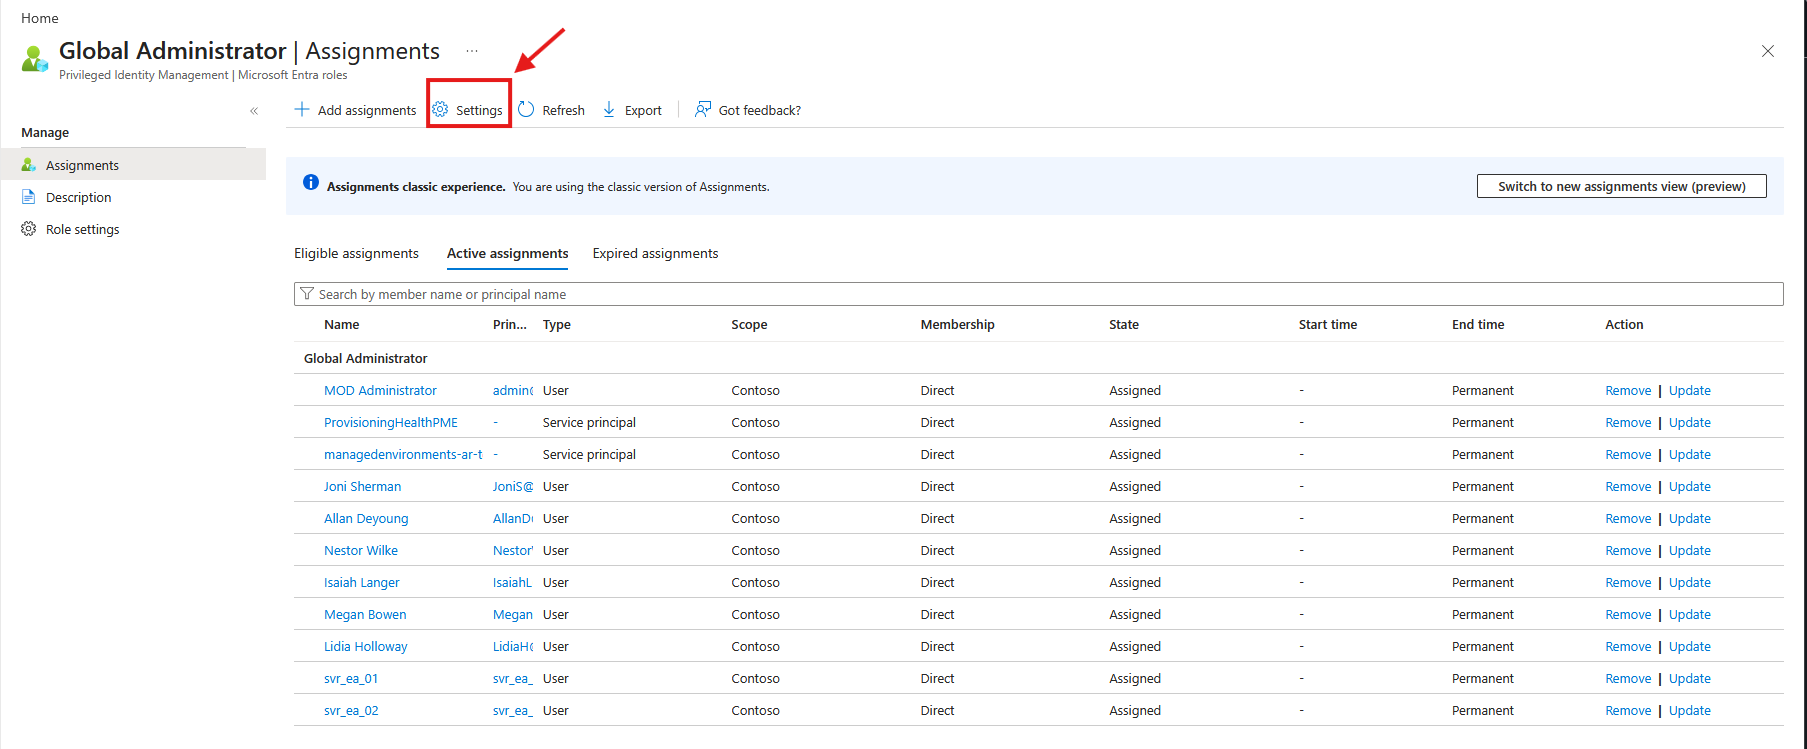 Home
Global Administrator | Assignments ...
Privileged Identity Management | Microsoft Entra roles
«
Manage
Assignments
Description
Role settings
Add assignments Settings Refresh Export Got feedback?
Assignments classic experience. You are using the classic version of Assignments.
Switch to new assignments view (preview)
Eligible assignments Active assignments Expired assignments
Search by member name or principal name
Name Prin... Type Scope Membership State Start time End time Action
Global Administrator
MOD Administrator admin@ User Contoso Direct Assigned - Permanent Remove | Update
ProvisioningHealthPME - Service principal Contoso Direct Assigned - Permanent Remove | Update
managedenvironments-ar-t - Service principal Contoso Direct Assigned - Permanent Remove | Update
Joni Sherman JoniS@ User Contoso Direct Assigned - Permanent Remove | Update
Allan Deyoung AllanD User Contoso Direct Assigned - Permanent Remove | Update
Nestor Wilke Nestor User Contoso Direct Assigned - Permanent Remove | Update
Isaiah Langer IsaiahL User Contoso Direct Assigned - Permanent Remove | Update
Megan Bowen Megan User Contoso Direct Assigned - Permanent Remove | Update
Lidia Holloway LidiaH@ User Contoso Direct Assigned - Permanent Remove | Update
svr_ea_01 svr_ea_ User Contoso Direct Assigned - Permanent Remove | Update
svr_ea_02 svr_ea_ User Contoso Direct Assigned - Permanent Remove | Update